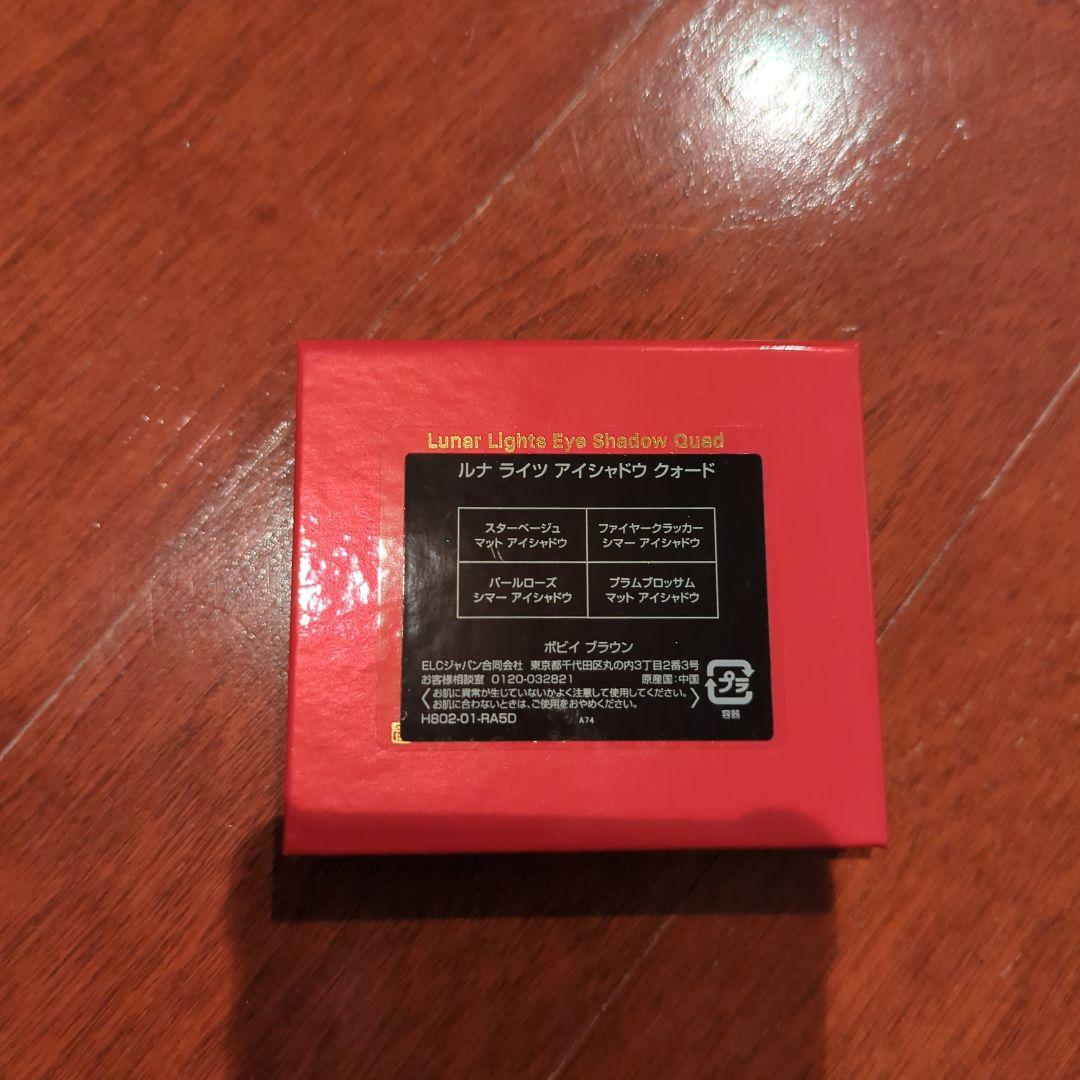 Lunar Lights Eye Shadow Quad
ルナ ライツ アイシャドウ クォード
スターベージュ
マット アイシャドウ
ファイヤークラッカー
シマー アイシャドウ
パールローズ
シマー アイシャドウ
プラムブロッサム
マット アイシャドウ
ボビイ ブラウン
ELCジャパン合同会社 東京都千代田区丸の内3丁目2番3号
お客様相談室 0120-032821 原産国:中国
〈お肌に異常が生じていないかよく注意して使用してください。
お肌に合わないときは、ご使用をおやめください。〉
H802-01-RA5D A74
プラ
容器